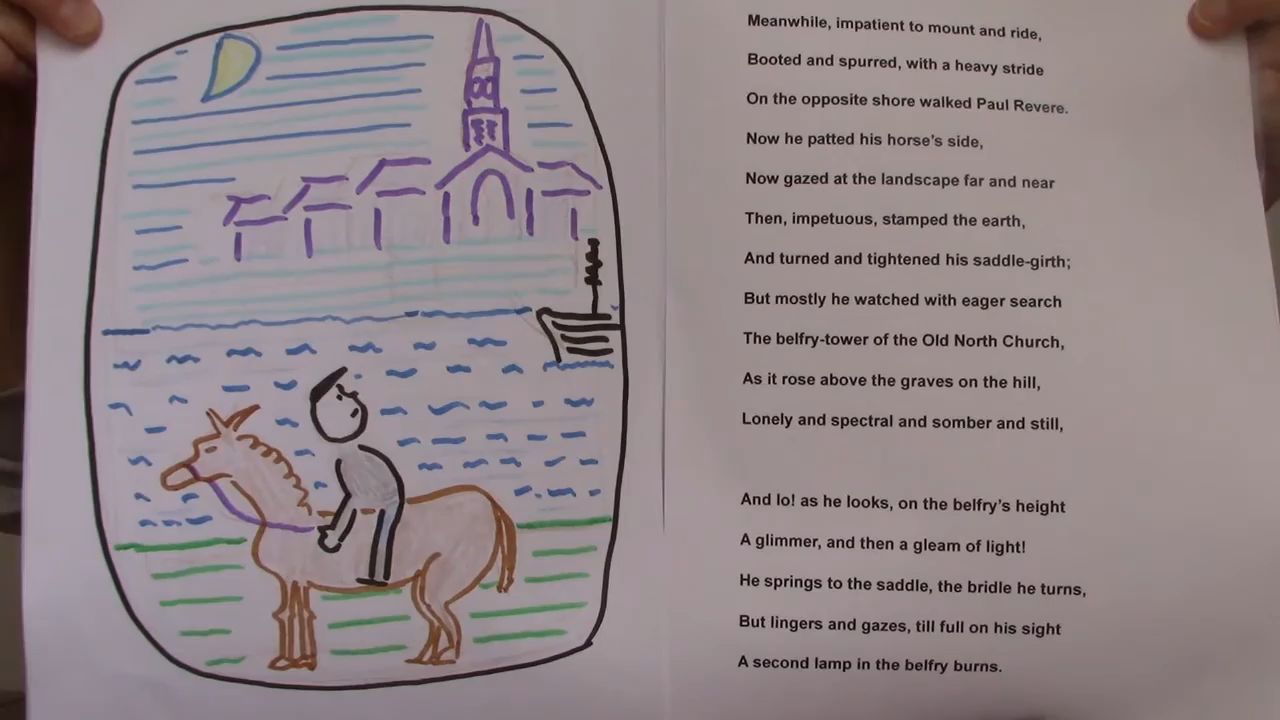 Meanwhile, impatient to mount and ride,
Booted and spurred, with a heavy stride
On the opposite shore walked Paul Revere.
Now he patted his horse's side,
Now gazed at the landscape far and near
Then, impetuous, stamped the earth,
And turned and tightened his saddle-girth;
But mostly he watched with eager search
The belfry-tower of the Old North Church,
As it rose above the graves on the hill,
Lonely and spectral and somber and still,
And lo! as he looks, on the belfry's height
A glimmer, and then a gleam of light!
He springs to the saddle, the bridle he turns,
But lingers and gazes, till full on his sight
A second lamp in the belfry burns.